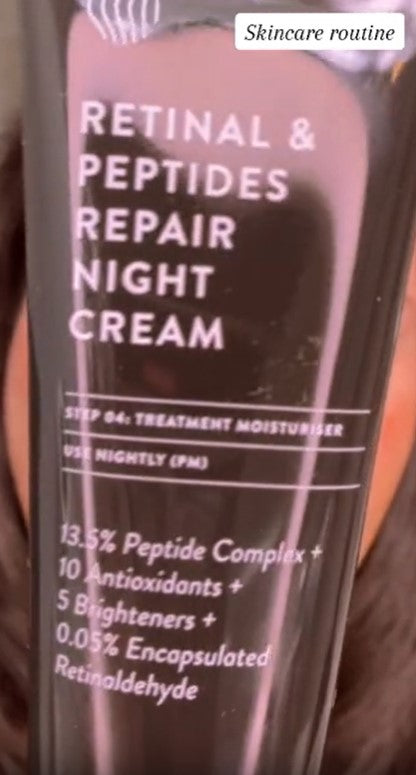 Skincare routine
RETINAL &
PEPTIDES
REPAIR
NIGHT
CREAM
STEP 04: TREATMENT MOISTURISER
USE NIGHTLY (PM)
13.5% Peptide Complex +
10 Antioxidants +
5 Brighteners +
0.05% Encapsulated
Retinaldehyde